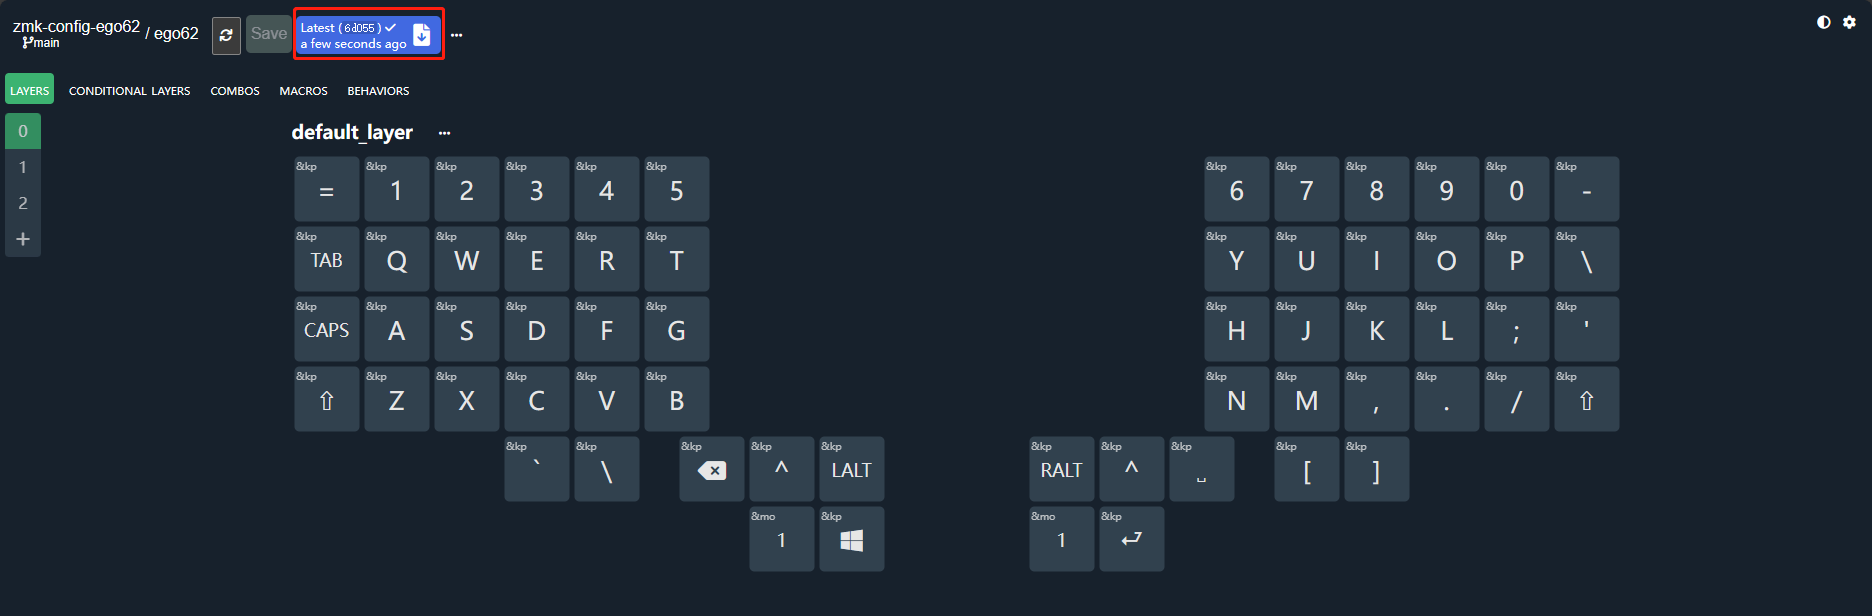 zmk-config-ego62 / ego62
main
Save
Latest (6d055)
a few seconds ago
...
LAYERS CONDITIONAL LAYERS COMBOS MACROS BEHAVIORS
0
1
2
+
default_layer ...
&kp &kp &kp &kp &kp &kp &kp &kp &kp &kp &kp &kp
= 1 2 3 4 5 6 7 8 9 0 -
&kp &kp &kp &kp &kp &kp &kp &kp &kp &kp &kp &kp
TAB Q W E R T Y U I O P \
&kp &kp &kp &kp &kp &kp &kp &kp &kp &kp &kp &kp
CAPS A S D F G H J K L ; '
&kp &kp &kp &kp &kp &kp &kp &kp &kp &kp &kp &kp
⇧ Z X C V B N M , . / ⇧
&kp &kp &kp &kp &kp &kp &kp &kp &kp &kp
` \ ^ LALT RALT ^ ␣ [ ]
&mo &kp &mo &kp
1 1